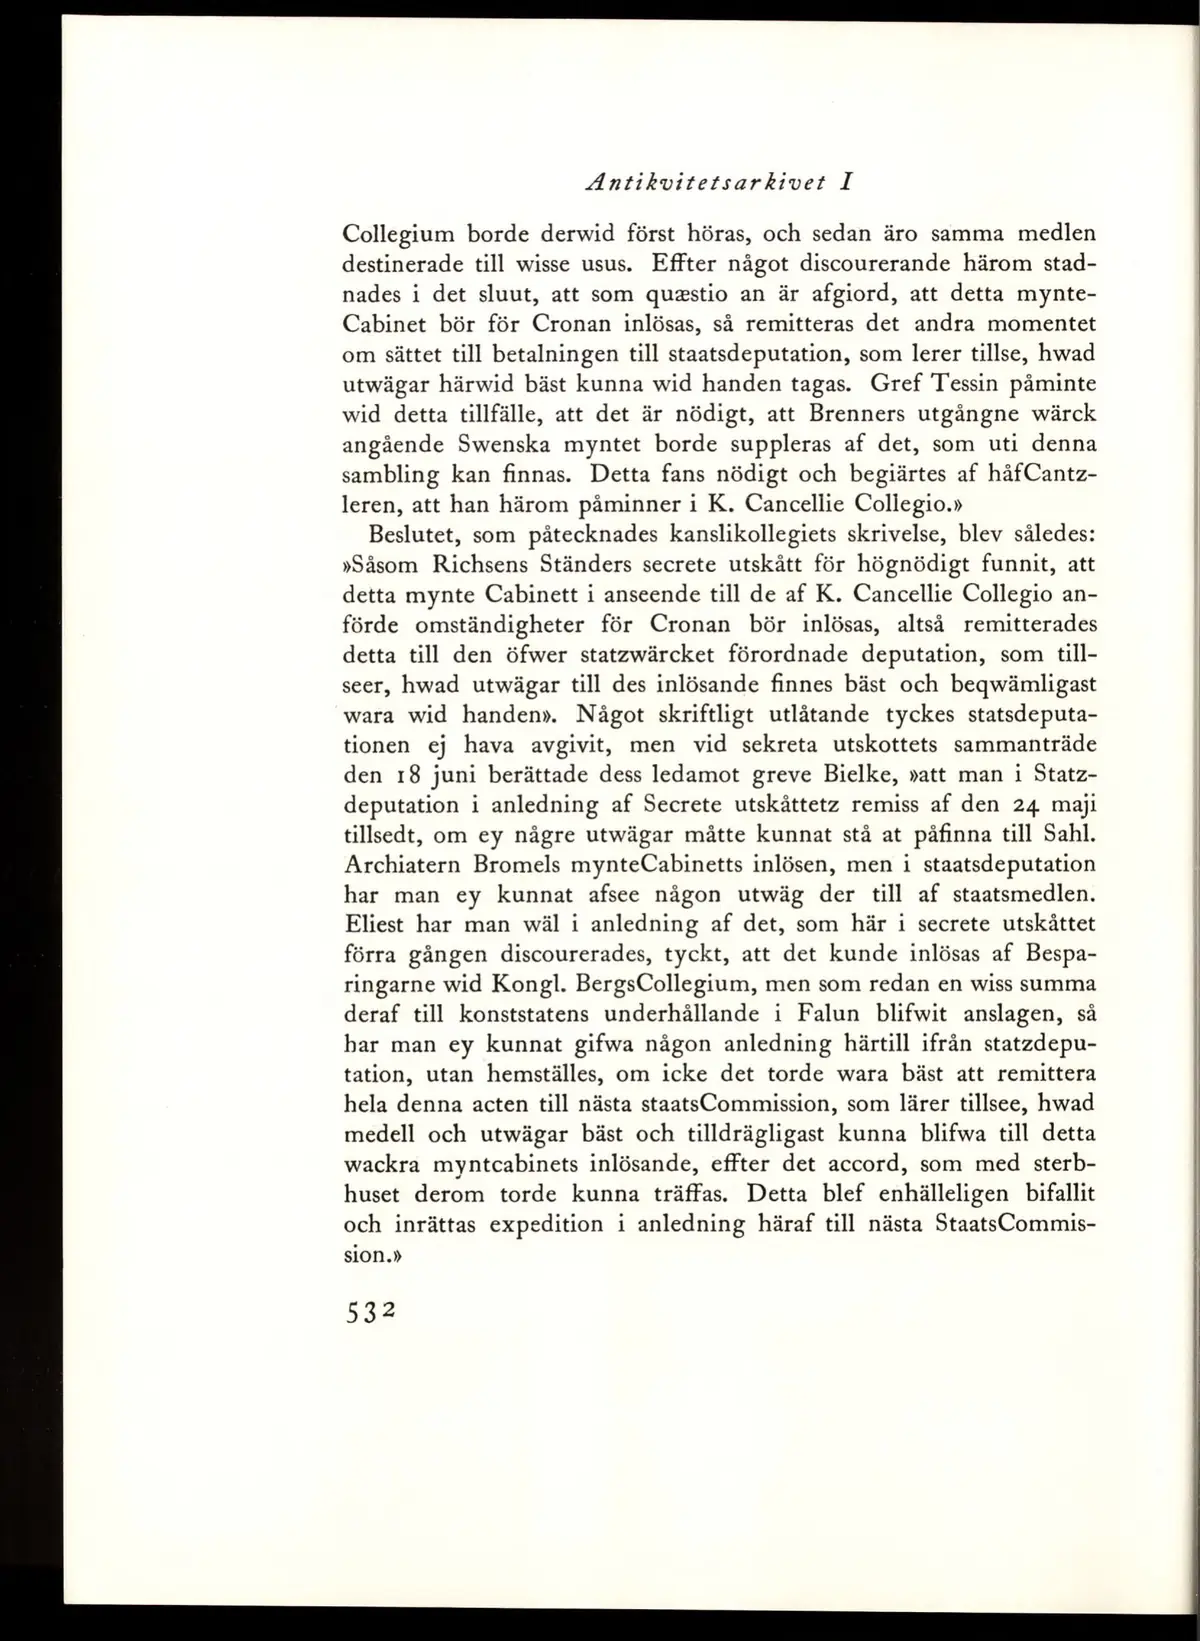 Antikvitetsarkivet I
Collegium borde derwid först höras, och sedan äro samma medlen
destinerade till wisse usus. Effter något discourerande härom stad-
nades i det sluut, att som quæstio an är afgiord, att detta mynte-
Cabinet bör för Cronan inlösas, så remitteras det andra momentet
om sättet till betalningen till staatsdeputation, som lerer tillse, hwad
utwägar härwid bäst kunna wid handen tagas. Gref Tessin påminte
wid detta tillfälle, att det är nödigt, att Brenners utgångne wärck
angående Swenska myntet borde suppleras af det, som uti denna
sambling kan finnas. Detta fans nödigt och begiärtes af håfCantz-
leren, att han härom påminner i K. Cancellie Collegio.»
Beslutet, som påtecknades kanslikollegiets skrivelse, blev således:
»Såsom Richsens Ständers secrete utskått för högnödigt funnit, att
detta mynte Cabinett i anseende till de af K. Cancellie Collegio an-
förde omständigheter för Cronan bör inlösas, altså remitterades
detta till den öfwer statzwärcket förordnade deputation, som till-
seer, hwad utwägar till des inlösande finnes bäst och beqwämligast
wara wid handen». Något skriftligt utlåtande tyckes statsdeputa-
tionen ej hava avgivit, men vid sekreta utskottets sammanträde
den 18 juni berättade dess ledamot greve Bielke, »att man i Statz-
deputation i anledning af Secrete utskåttetz remiss af den 24 maji
tillsedt, om ey någre utwägar måtte kunnat stå at påfinna till Sahl.
Archiatern Bromels mynteCabinetts inlösen, men i staatsdeputation
har man ey kunnat afsee någon utwäg der till af staatsmedlen.
Eliest har man wäl i anledning af det, som här i secrete utskåttet
förra gången discourerades, tyckt, att det kunde inlösas af Bespa-
ringarne wid Kongl. BergsCollegium, men som redan en wiss summa
deraf till konststatens underhållande i Falun blifwit anslagen, så
har man ey kunnat gifwa någon anledning härtill ifrån statzdepu-
tation, utan hemställes, om icke det torde wara bäst att remittera
hela denna acten till nästa staatsCommission, som lärer tillsee, hwad
medell och utwägar bäst och tilldrägligast kunna blifwa till detta
wackra myntcabinets inlösande, effter det accord, som med sterb-
huset derom torde kunna träffas. Detta blef enhälleligen bifallit
och inrättas expedition i anledning häraf till nästa StaatsCommis-
sion.»
532